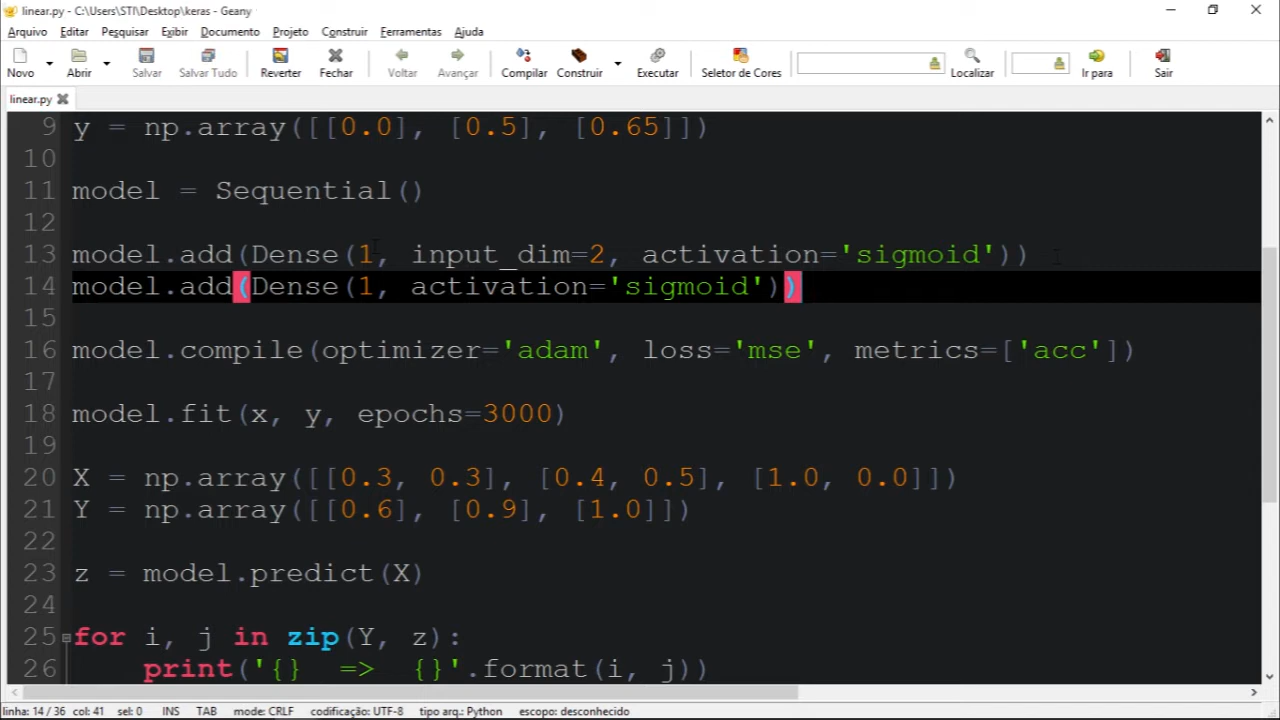 linear.py - C:\Users\STI\Desktop\keras - Geany
Arquivo Editar Pesquisar Exibir Documento Projeto Construir Ferramentas Ajuda
Novo Abrir Salvar Salvar Tudo Reverter Fechar Voltar Avançar Compilar Construir Executar Seletor de Cores Localizar Ir para Sair
linear.py
9 y = np.array([[0.0], [0.5], [0.65]])
10
11 model = Sequential()
12
13 model.add(Dense(1, input_dim=2, activation='sigmoid'))
14 model.add(Dense(1, activation='sigmoid'))
15
16 model.compile(optimizer='adam', loss='mse', metrics=['acc'])
17
18 model.fit(x, y, epochs=3000)
19
20 X = np.array([[0.3, 0.3], [0.4, 0.5], [1.0, 0.0]])
21 Y = np.array([[0.6], [0.9], [1.0]])
22
23 z = model.predict(X)
24
25 for i, j in zip(Y, z):
26 print('{}  =>  {}'.format(i, j))
linha: 14 / 36 col: 41 sel: 0 INS TAB mode: CRLF codificação: UTF-8 tipo arq.: Python escopo: desconhecido